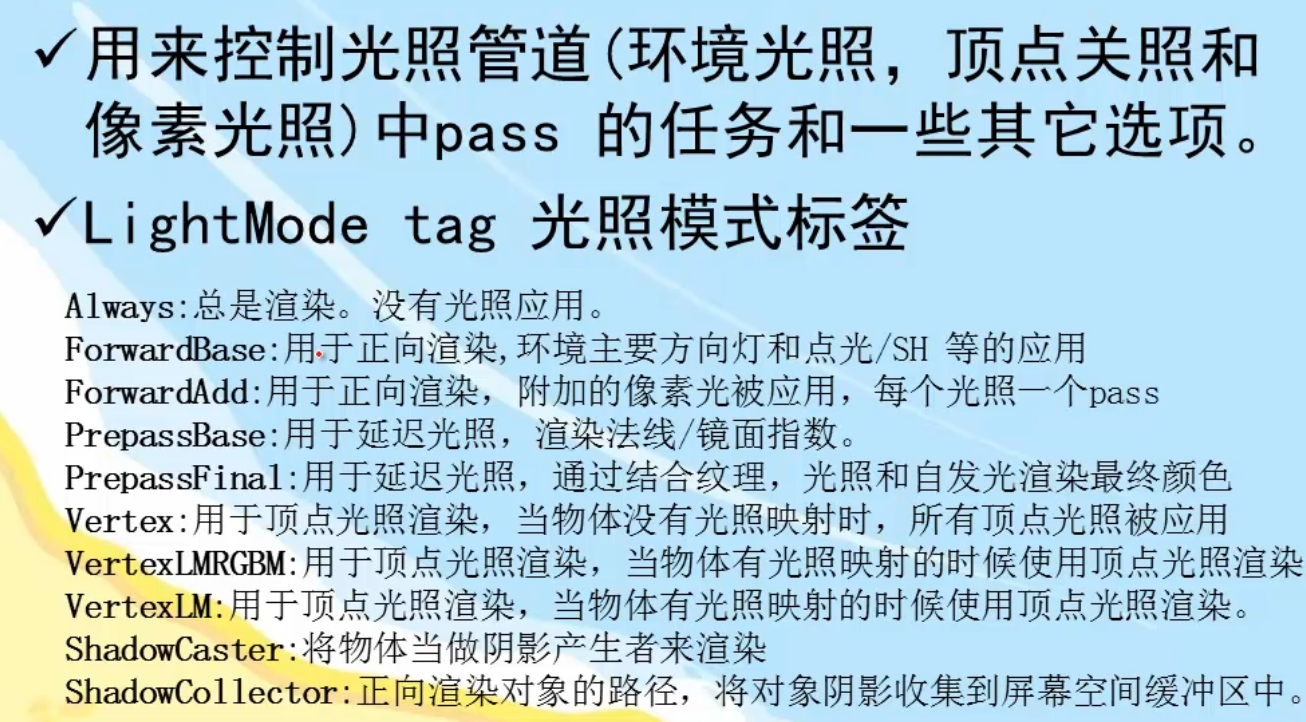 ✓用来控制光照管道(环境光照，顶点关照和
像素光照)中pass 的任务和一些其它选项。
✓LightMode tag 光照模式标签
Always:总是渲染。没有光照应用。
ForwardBase:用于正向渲染,环境主要方向灯和点光/SH 等的应用
ForwardAdd:用于正向渲染，附加的像素光被应用，每个光照一个pass
PrepassBase:用于延迟光照，渲染法线/镜面指数。
PrepassFinal:用于延迟光照，通过结合纹理，光照和自发光渲染最终颜色
Vertex:用于顶点光照渲染，当物体没有光照映射时，所有顶点光照被应用
VertexLMRGBM:用于顶点光照渲染，当物体有光照映射的时候使用顶点光照渲染
VertexLM:用于顶点光照渲染，当物体有光照映射的时候使用顶点光照渲染。
ShadowCaster:将物体当做阴影产生者来渲染
ShadowCollector:正向渲染对象的路径，将对象阴影收集到屏幕空间缓冲区中。